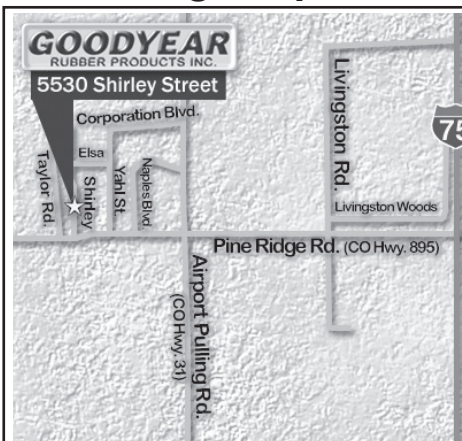 GOODYEAR
RUBBER PRODUCTS INC.
5530 Shirley Street
Corporation Blvd.
Elsa
Taylor Rd.
Shirley
Yahl St.
Naples Blvd.
Livingston Rd.
75
Livingston Woods
Pine Ridge Rd. (CO Hwy. 895)
Airport Pulling Rd.
(CO Hwy. 31)